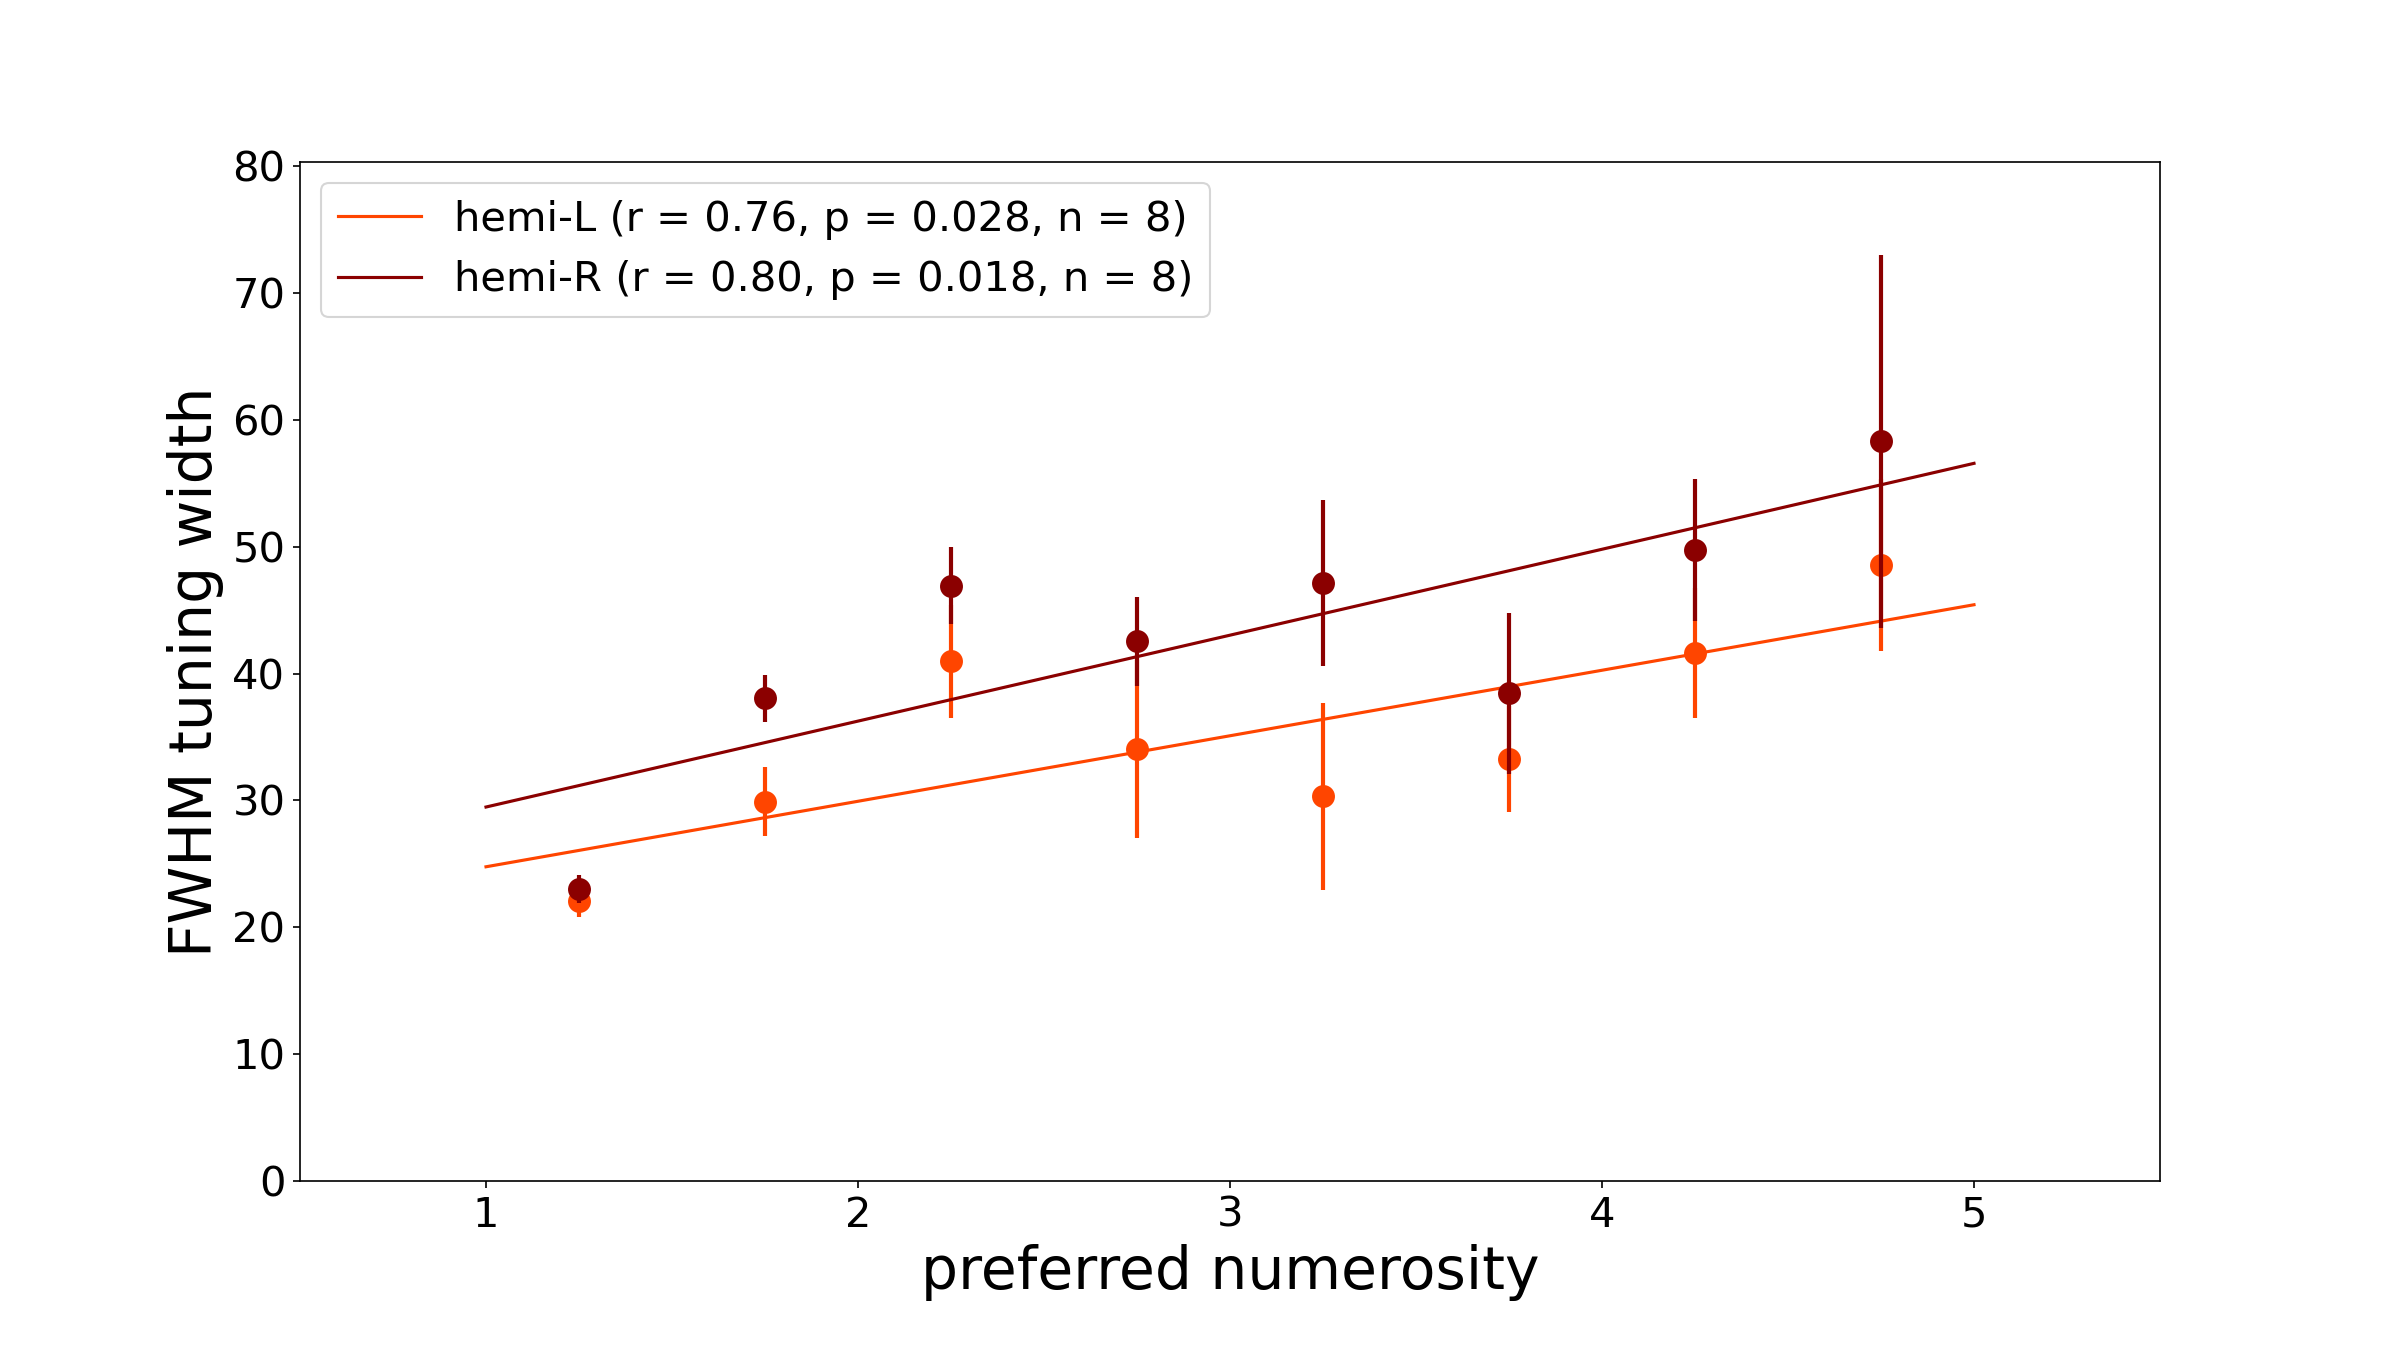 hemi-L (r = 0.76, p = 0.028, n = 8)
hemi-R (r = 0.80, p = 0.018, n = 8)
FWHM tuning width
80
70
60
50
40
30
20
10
0
1 2 3 4 5
preferred numerosity